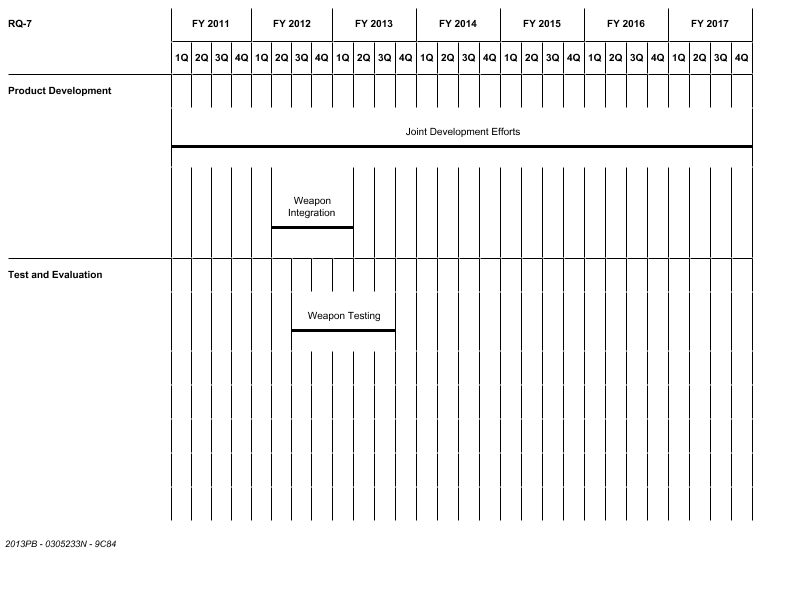 RQ-7 FY 2011 FY 2012 FY 2013 FY 2014 FY 2015 FY 2016 FY 2017
1Q 2Q 3Q 4Q 1Q 2Q 3Q 4Q 1Q 2Q 3Q 4Q 1Q 2Q 3Q 4Q 1Q 2Q 3Q 4Q 1Q 2Q 3Q 4Q 1Q 2Q 3Q 4Q
Product Development
Joint Development Efforts
Weapon
Integration
Test and Evaluation
Weapon Testing
2013PB - 0305233N - 9C84